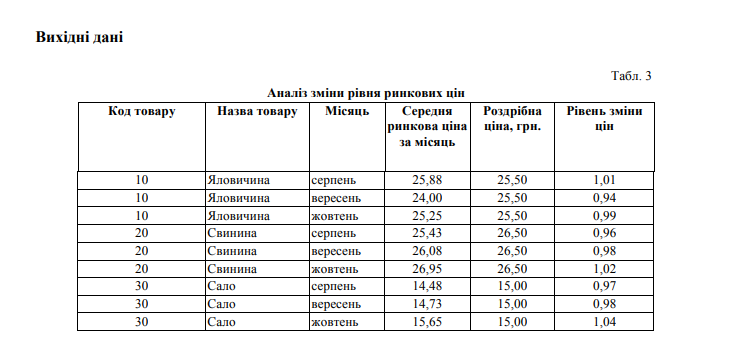 Вихідні дані
Табл. 3
Аналіз зміни рівня ринкових цін
Код товару Назва товару Місяць Середня ринкова ціна за місяць Роздрібна ціна, грн. Рівень зміни цін
10 Яловичина серпень 25,88 25,50 1,01
10 Яловичина вересень 24,00 25,50 0,94
10 Яловичина жовтень 25,25 25,50 0,99
20 Свинина серпень 25,43 26,50 0,96
20 Свинина вересень 26,08 26,50 0,98
20 Свинина жовтень 26,95 26,50 1,02
30 Сало серпень 14,48 15,00 0,97
30 Сало вересень 14,73 15,00 0,98
30 Сало жовтень 15,65 15,00 1,04